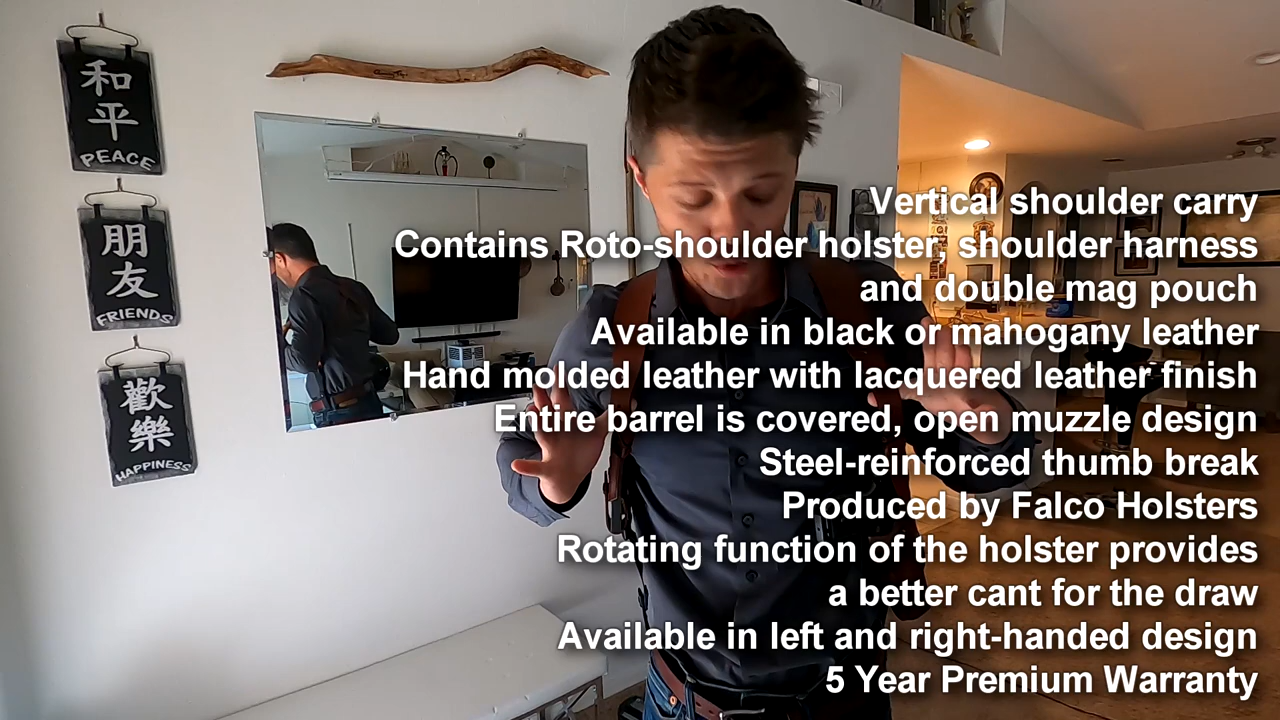 和
平
PEACE
朋
友
FRIENDS
歡
樂
HAPPINESS
Vertical shoulder carry
Contains Roto-shoulder holster, shoulder harness
and double mag pouch
Available in black or mahogany leather
Hand molded leather with lacquered leather finish
Entire barrel is covered, open muzzle design
Steel-reinforced thumb break
Produced by Falco Holsters
Rotating function of the holster provides
a better cant for the draw
Available in left and right-handed design
5 Year Premium Warranty